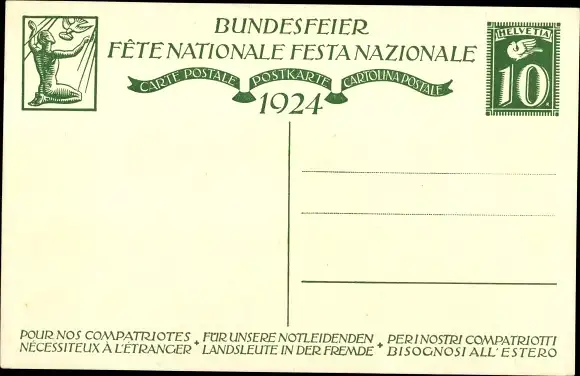 BUNDESFEIER
FÊTE NATIONALE FESTA NAZIONALE
CARTE POSTALE POSTKARTE CARTOLINA POSTALE
1924
HELVETIA
10
POUR NOS COMPATRIOTES + FÜR UNSERE NOTLEIDENDEN + PER I NOSTRI COMPATRIOTTI
NÉCESSITEUX À L'ÉTRANGER LANDSLEUTE IN DER FREMDE BISOGNOSI ALL'ESTERO